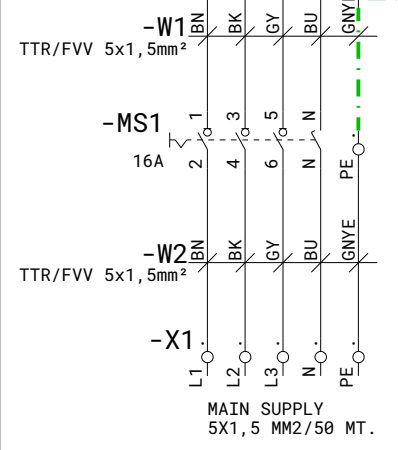 -W1 BN BK GY BU GNYE
TTR/FVV 5x1,5mm²
1 3 5 N
-MS1
16A
2 4 6 N PE
-W2 BN BK GY BU GNYE
TTR/FVV 5x1,5mm²
-X1
L1 L2 L3 N PE
MAIN SUPPLY
5X1,5 MM2/50 MT.